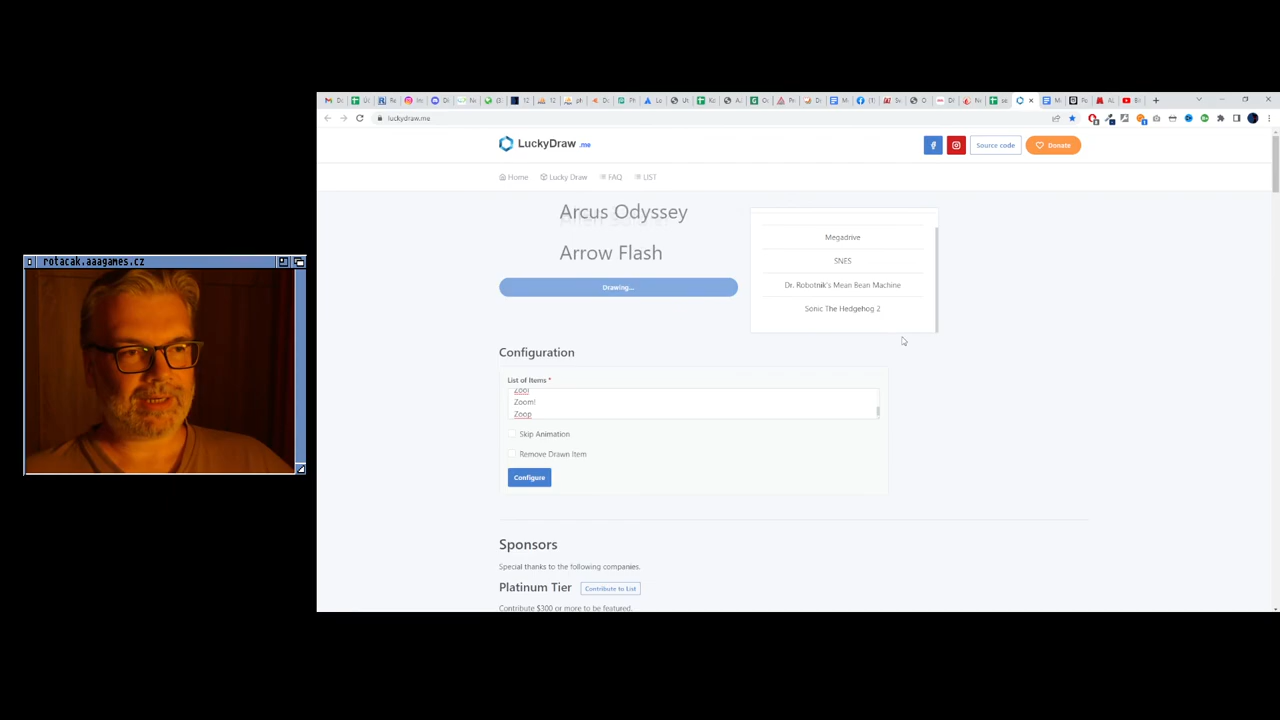 rotacak.aaagames.cz
luckydraw.me
LuckyDraw .me
Source code
Donate
Home
Lucky Draw
FAQ
LIST
Arcus Odyssey
Arrow Flash
Drawing...
Megadrive
SNES
Dr. Robotnik's Mean Bean Machine
Sonic The Hedgehog 2
Configuration
List of Items *
Zool
Zoom!
Zoop
Skip Animation
Remove Drawn Item
Configure
Sponsors
Special thanks to the following companies.
Platinum Tier
Contribute to List
Contribute $300 or more to be featured.